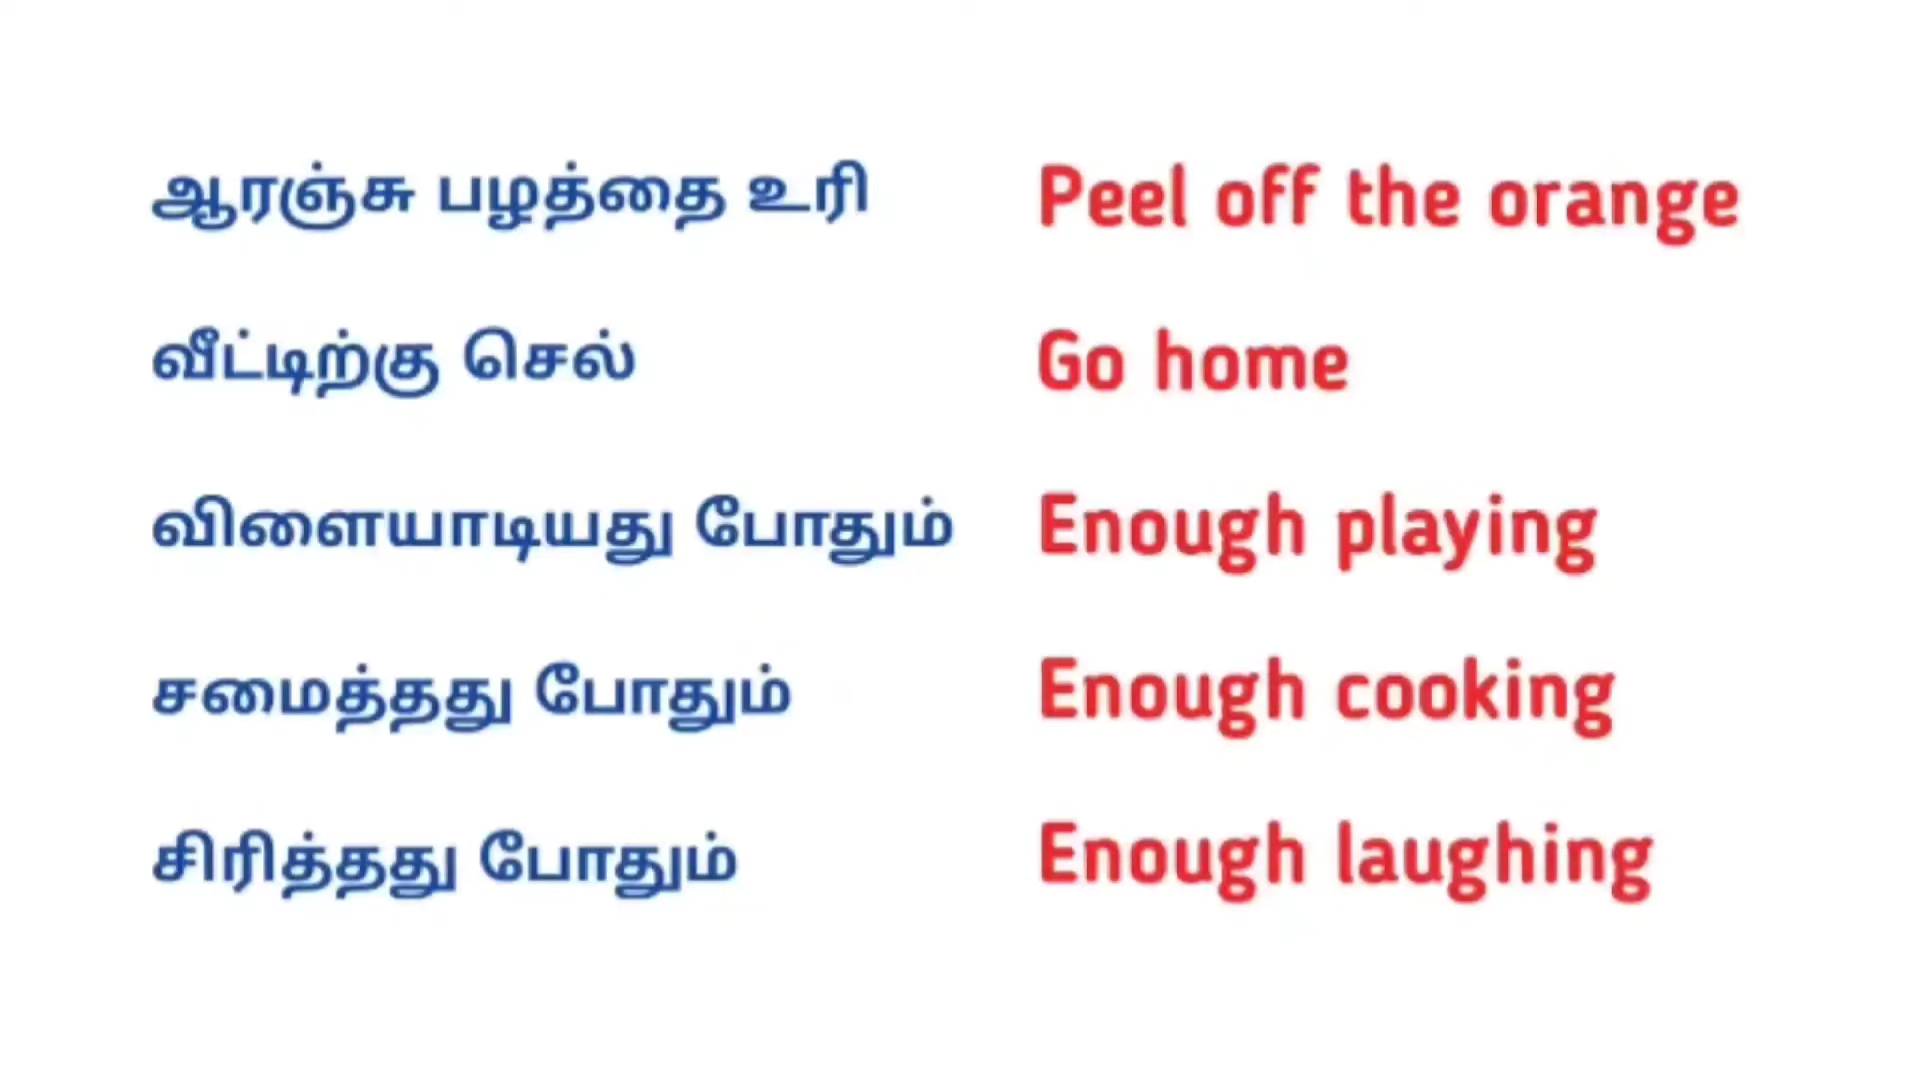 ஆரஞ்சு பழத்தை உரி Peel off the orange
வீட்டிற்கு செல் Go home
விளையாடியது போதும் Enough playing
சமைத்தது போதும் Enough cooking
சிரித்தது போதும் Enough laughing